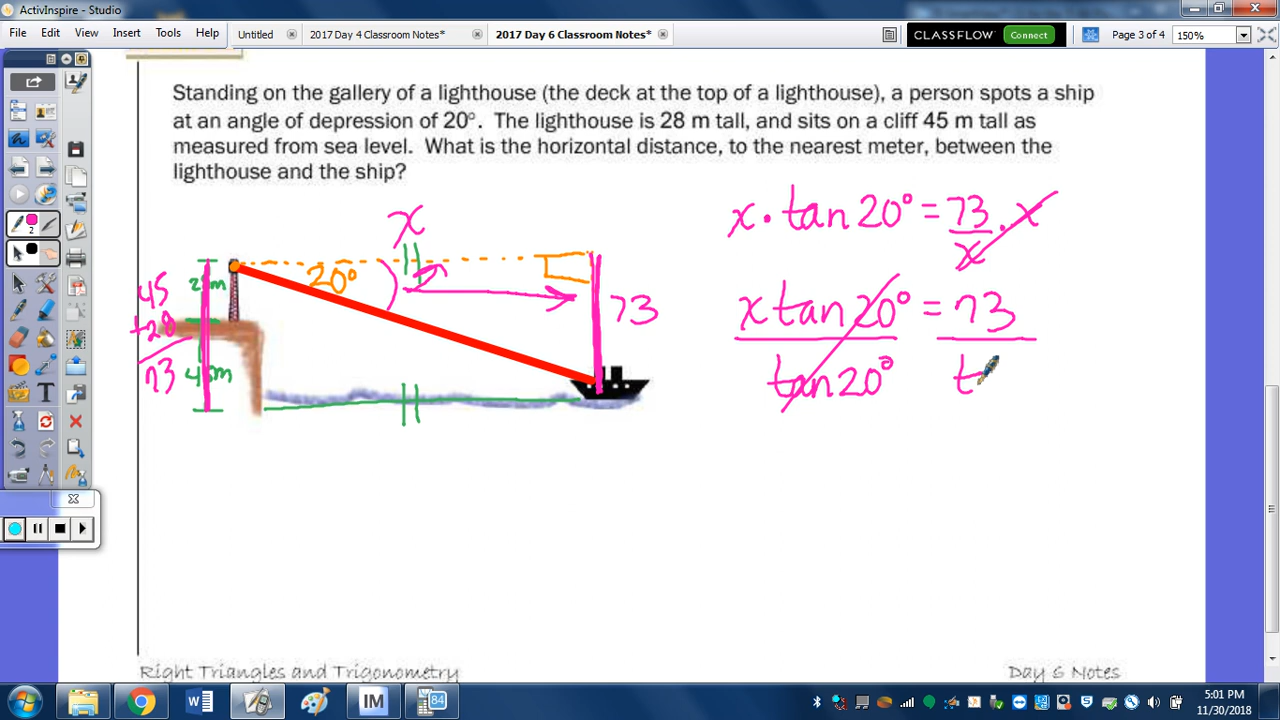 ActivInspire - Studio
File Edit View Insert Tools Help
Untitled 2017 Day 4 Classroom Notes* 2017 Day 6 Classroom Notes*
CLASSFLOW Connect
Page 3 of 4 150%
Standing on the gallery of a lighthouse (the deck at the top of a lighthouse), a person spots a ship
at an angle of depression of 20°. The lighthouse is 28 m tall, and sits on a cliff 45 m tall as
measured from sea level. What is the horizontal distance, to the nearest meter, between the
lighthouse and the ship?
x
20°
45
+28
73
73
x · tan 20° = 73/x · x
x tan 20° = 73
tan 20° t
Right Triangles and Trigonometry
Day 6 Notes
2
T
W
IM
84
5:01 PM
11/30/2018